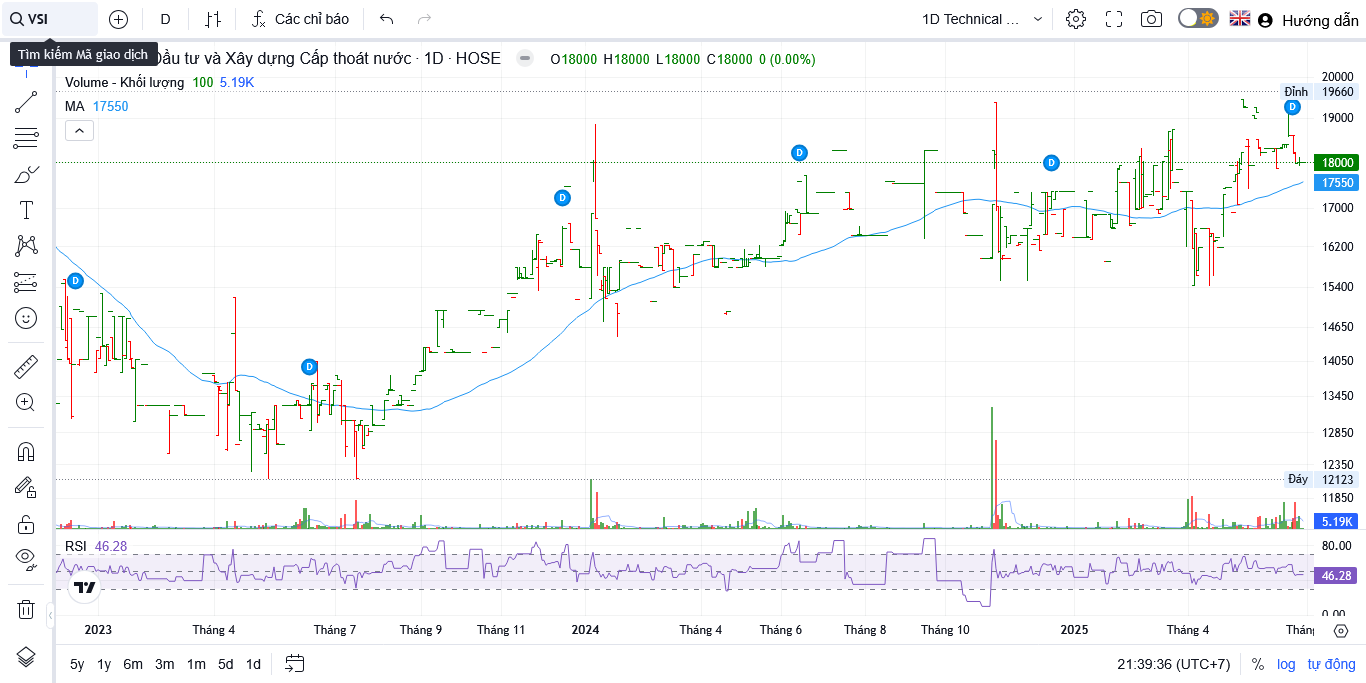 VSI
D
Các chỉ báo
1D Technical ...
Hướng dẫn
Tìm kiếm Mã giao dịch
Đầu tư và Xây dựng Cấp thoát nước · 1D · HOSE
O18000 H18000 L18000 C18000 0 (0.00%)
Volume - Khối lượng 100 5.19K
MA 17550
20000
Đỉnh 19660
19000
18000
17550
17000
16200
15400
14650
14050
13450
12850
12350
Đáy 12123
11850
5.19K
D
D
D
D
D
D
RSI 46.28
80.00
46.28
0.00
2023
Tháng 4
Tháng 7
Tháng 9
Tháng 11
2024
Tháng 4
Tháng 6
Tháng 8
Tháng 10
2025
Tháng 4
Tháng
5y 1y 6m 3m 1m 5d 1d
21:39:36 (UTC+7)
% log tự động